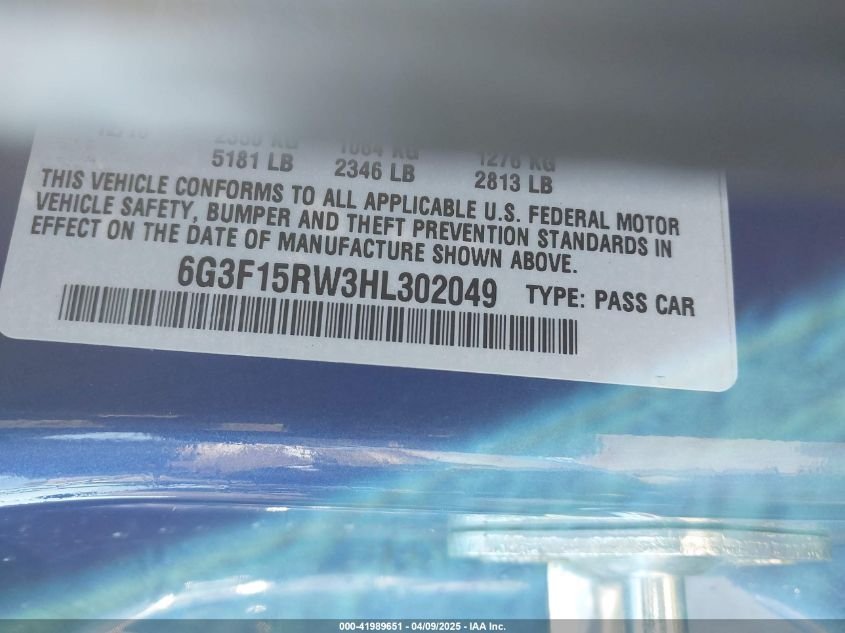 5181 LB 2346 LB 2813 LB
THIS VEHICLE CONFORMS TO ALL APPLICABLE U.S. FEDERAL MOTOR
VEHICLE SAFETY, BUMPER AND THEFT PREVENTION STANDARDS IN
EFFECT ON THE DATE OF MANUFACTURE SHOWN ABOVE.
6G3F15RW3HL302049 TYPE: PASS CAR
000-41989651 - 04/09/2025 - IAA Inc.